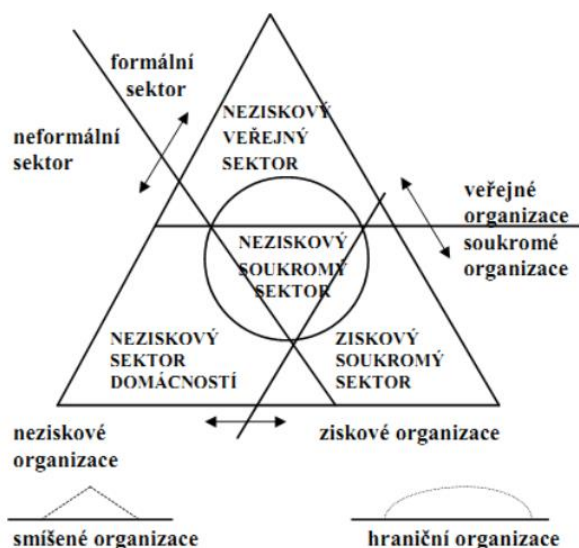 formální
sektor
neformální
sektor
NEZISKOVÝ
VEŘEJNÝ
SEKTOR
veřejné
organizace
soukromé
organizace
NEZISKOVÝ
SOUKROMÝ
SEKTOR
NEZISKOVÝ
SEKTOR
DOMÁCNOSTÍ
ZISKOVÝ
SOUKROMÝ
SEKTOR
neziskové
organizace
ziskové organizace
smíšené organizace
hraniční organizace